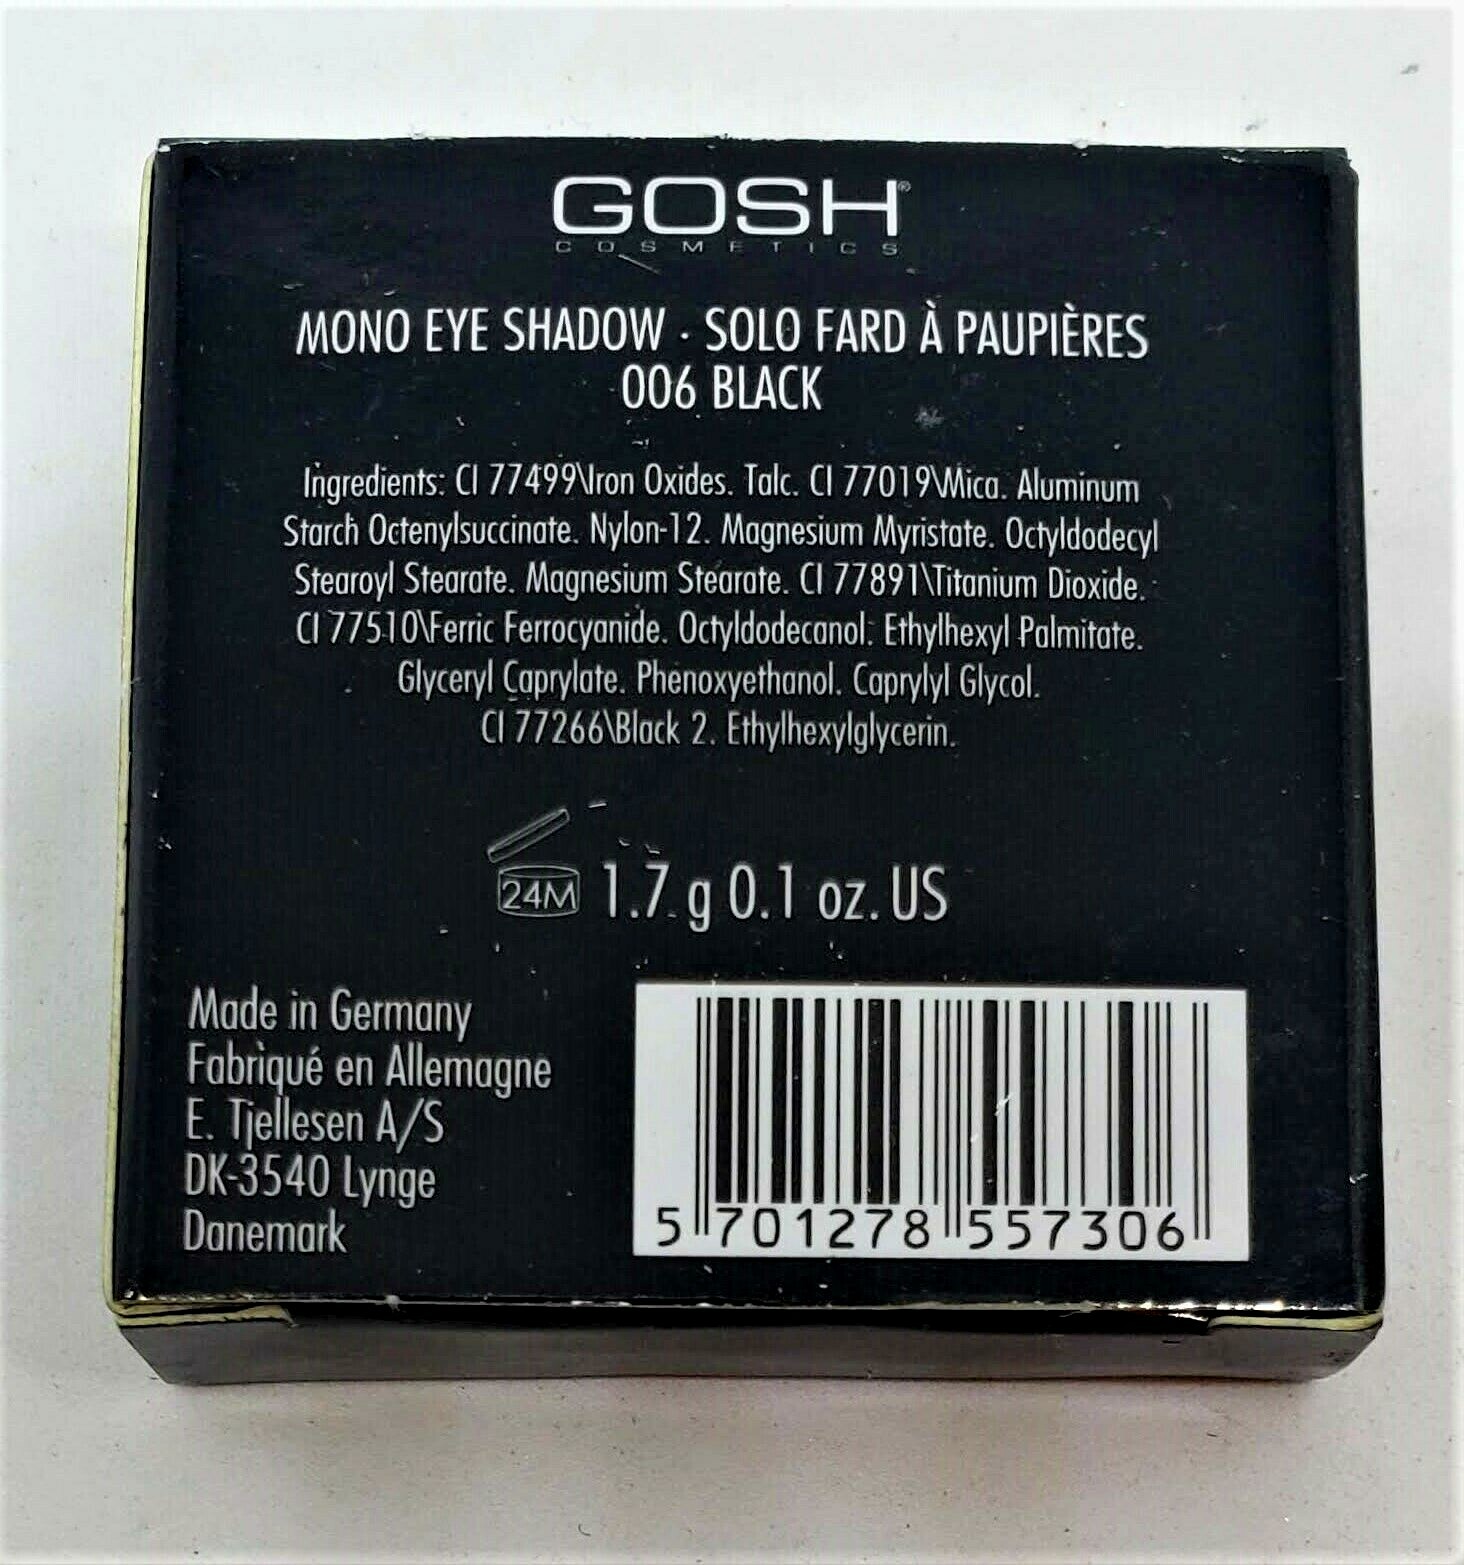 GOSH®
COSMETICS
MONO EYE SHADOW · SOLO FARD À PAUPIÈRES
006 BLACK
Ingredients: CI 77499\Iron Oxides. Talc. CI 77019\Mica. Aluminum
Starch Octenylsuccinate. Nylon-12. Magnesium Myristate. Octyldodecyl
Stearoyl Stearate. Magnesium Stearate. CI 77891\Titanium Dioxide.
CI 77510\Ferric Ferrocyanide. Octyldodecanol. Ethylhexyl Palmitate.
Glyceryl Caprylate. Phenoxyethanol. Caprylyl Glycol.
CI 77266\Black 2. Ethylhexylglycerin.
24M 1.7 g 0.1 oz. US
Made in Germany
Fabriqué en Allemagne
E. Tjellesen A/S
DK-3540 Lynge
Danemark
5 701278 557306